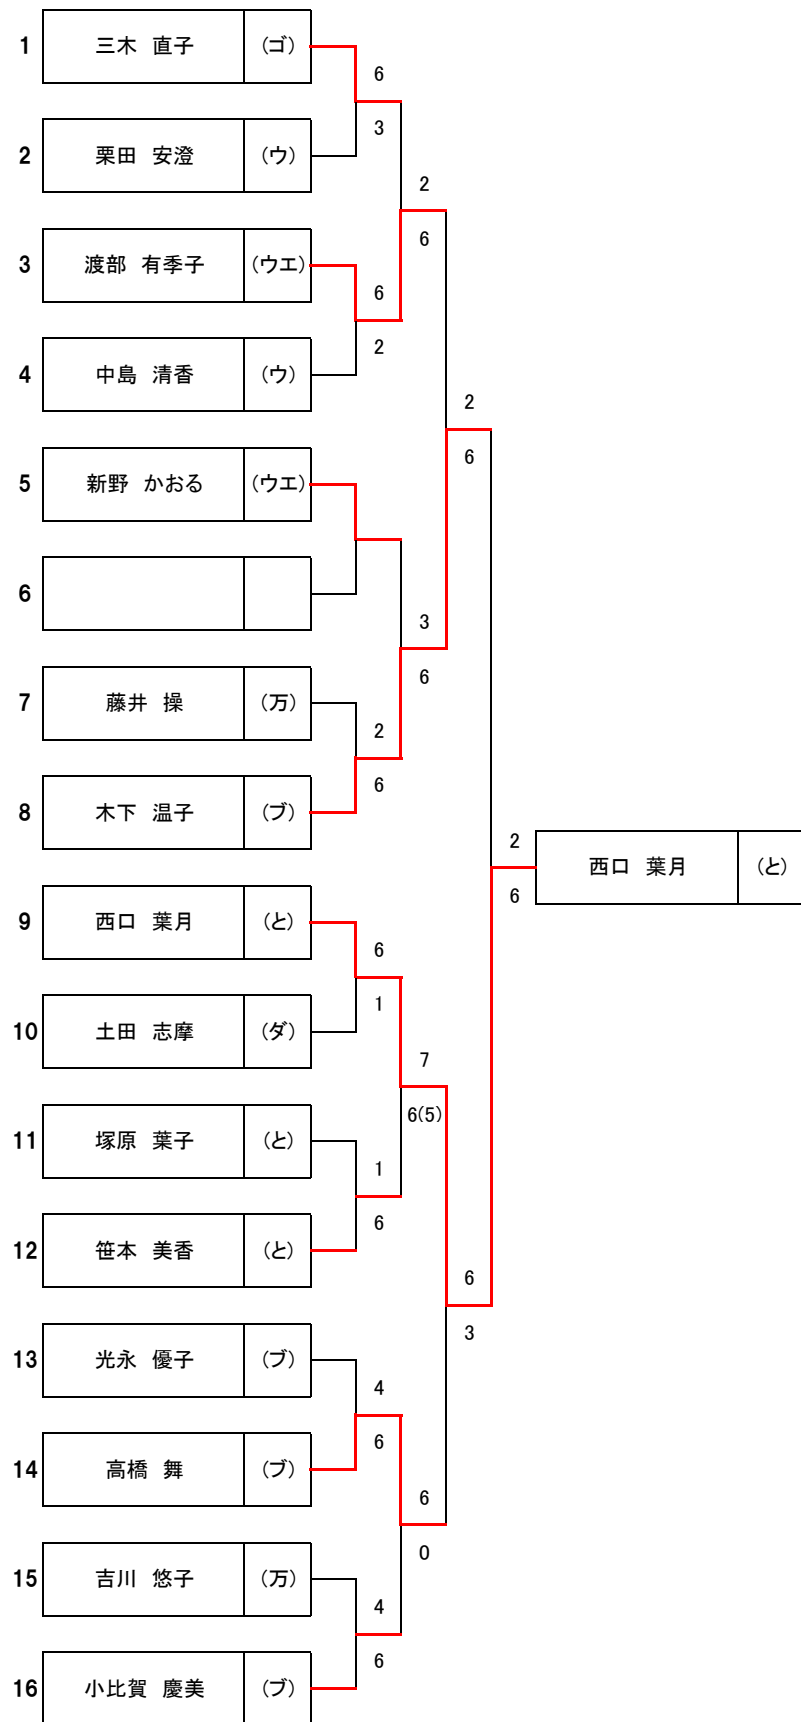 1 三木 直子 (ゴ)
6
3
2 栗田 安澄 (ウ)
2
6
3 渡部 有季子 (ウエ)
6
2
4 中島 清香 (ウ)
2
6
5 新野 かおる (ウエ)
6
3
6
7 藤井 操 (万)
2
6
8 木下 温子 (ブ)
2
6
西口 葉月 (と)
9 西口 葉月 (と)
6
1
10 土田 志摩 (ダ)
7
6(5)
11 塚原 葉子 (と)
1
6
12 笹本 美香 (と)
6
3
13 光永 優子 (ブ)
4
6
14 高橋 舞 (ブ)
6
0
15 吉川 悠子 (万)
4
6
16 小比賀 慶美 (ブ)